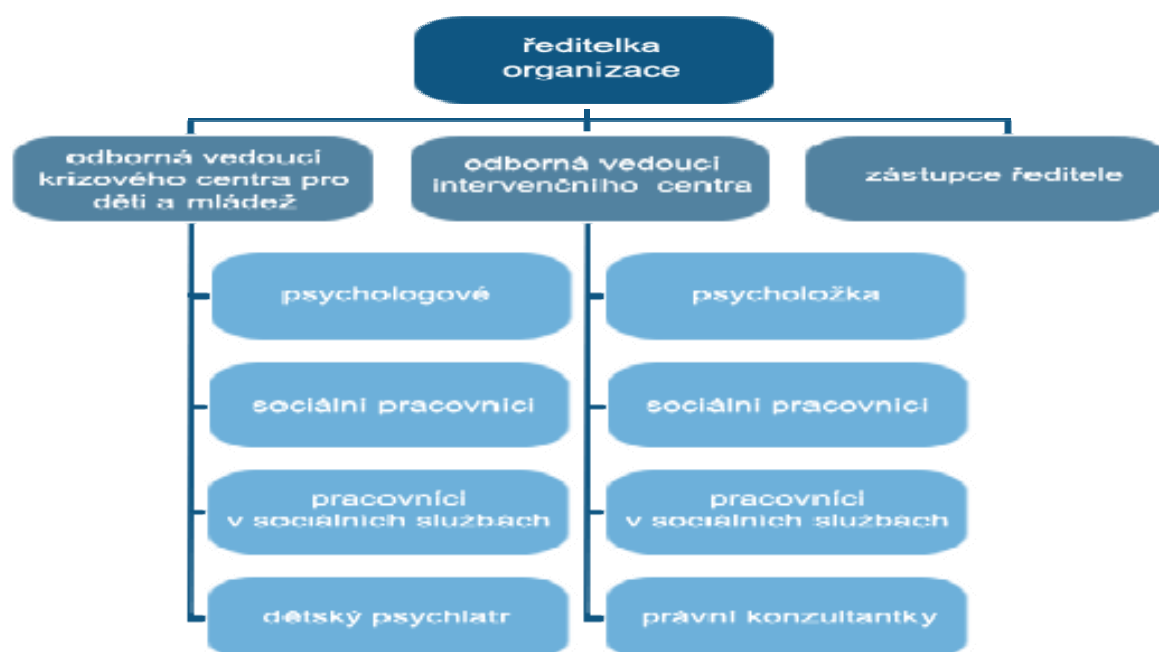 ředitelka
organizace
odborná vedoucí
krizového centra pro
děti a mládež
odborná vedoucí
intervenčního centra
zástupce ředitele
psychologové
psycholožka
sociální pracovníci
sociální pracovníci
pracovníci
v sociálních službách
pracovníci
v sociálních službách
dětský psychiatr
právní konzultantky